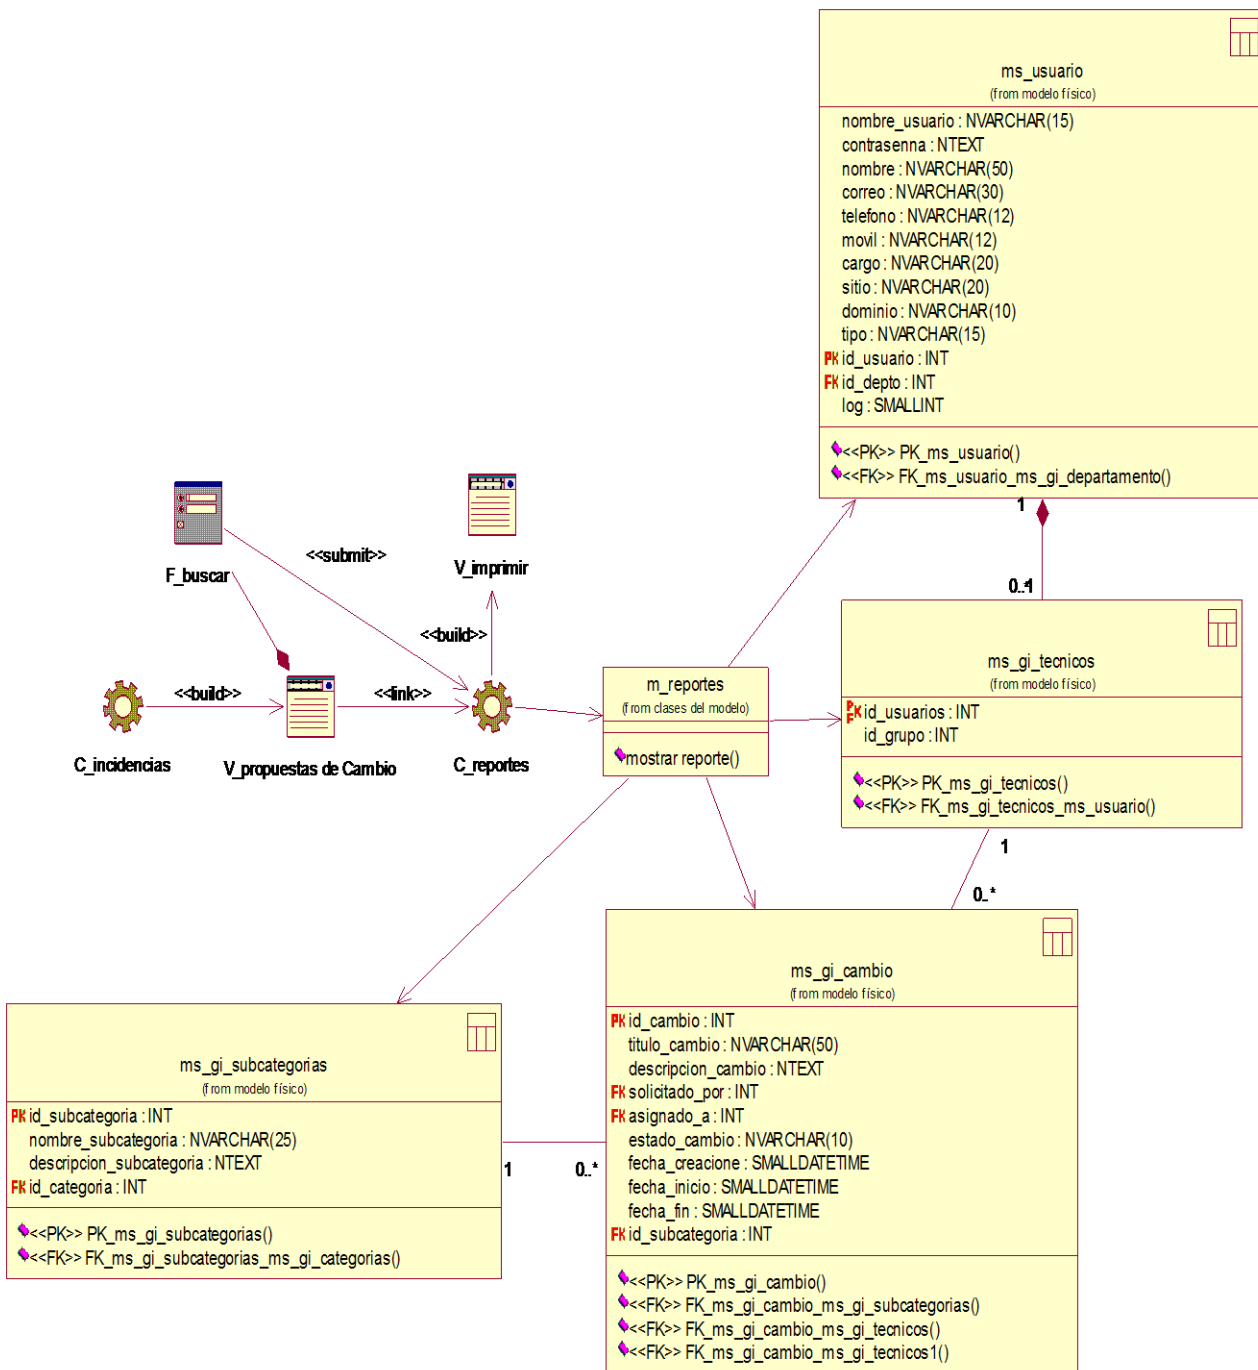 ms_usuario
(from modelo físico)
nombre_usuario : NVARCHAR(15)
contrasenna : NTEXT
nombre : NVARCHAR(50)
correo : NVARCHAR(30)
telefono : NVARCHAR(12)
movil : NVARCHAR(12)
cargo : NVARCHAR(20)
sitio : NVARCHAR(20)
dominio : NVARCHAR(10)
tipo : NVARCHAR(15)
PK id_usuario : INT
FK id_depto : INT
log : SMALLINT
<<PK>> PK_ms_usuario()
<<FK>> FK_ms_usuario_ms_gi_departamento()
1
0..1
F_buscar
<<submit>>
V_imprimir
<<build>>
C_incidencias
<<build>>
V_propuestas de Cambio
<<link>>
C_reportes
m_reportes
(from clases del modelo)
mostrar reporte()
ms_gi_tecnicos
(from modelo físico)
PFK id_usuarios : INT
id_grupo : INT
<<PK>> PK_ms_gi_tecnicos()
<<FK>> FK_ms_gi_tecnicos_ms_usuario()
1
0..*
ms_gi_subcategorias
(from modelo físico)
PK id_subcategoria : INT
nombre_subcategoria : NVARCHAR(25)
descripcion_subcategoria : NTEXT
FK id_categoria : INT
<<PK>> PK_ms_gi_subcategorias()
<<FK>> FK_ms_gi_subcategorias_ms_gi_categorias()
1
0..*
ms_gi_cambio
(from modelo físico)
PK id_cambio : INT
titulo_cambio : NVARCHAR(50)
descripcion_cambio : NTEXT
FK solicitado_por : INT
FK asignado_a : INT
estado_cambio : NVARCHAR(10)
fecha_creacione : SMALLDATETIME
fecha_inicio : SMALLDATETIME
fecha_fin : SMALLDATETIME
FK id_subcategoria : INT
<<PK>> PK_ms_gi_cambio()
<<FK>> FK_ms_gi_cambio_ms_gi_subcategorias()
<<FK>> FK_ms_gi_cambio_ms_gi_tecnicos()
<<FK>> FK_ms_gi_cambio_ms_gi_tecnicos1()